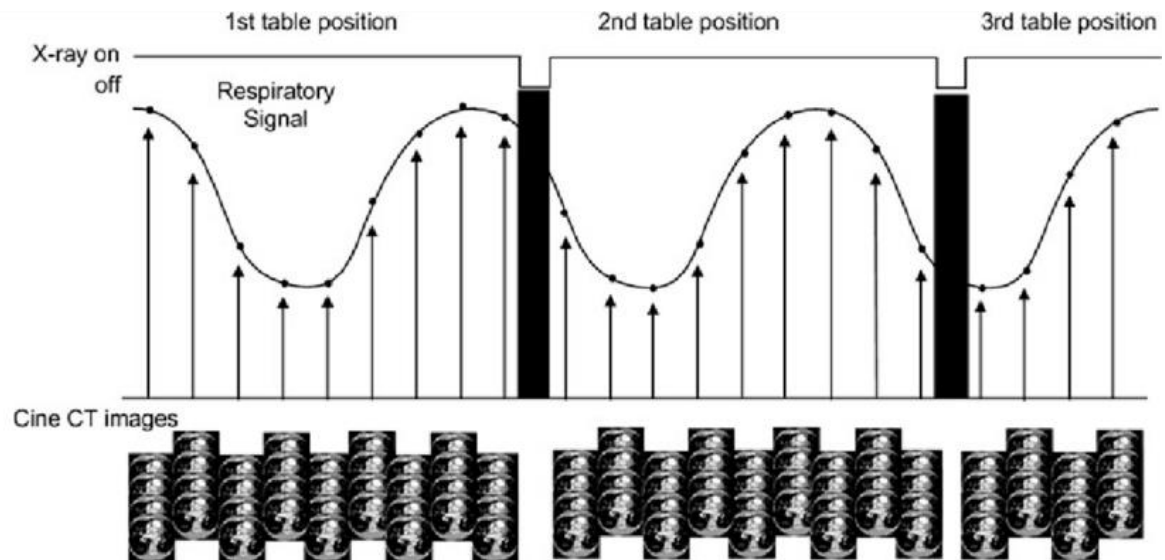 1st table position
2nd table position
3rd table position
X-ray on
off
Respiratory
Signal
Cine CT images